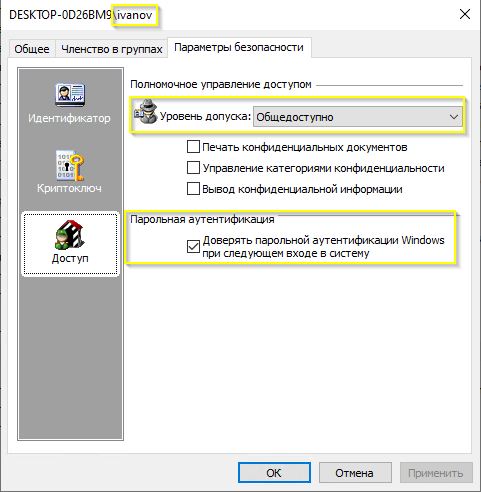 DESKTOP-0D26BM9\ivanov
Общее
Членство в группах
Параметры безопасности
Идентификатор
Криптоключ
Доступ
Полномочное управление доступом
Уровень допуска:
Общедоступно
Печать конфиденциальных документов
Управление категориями конфиденциальности
Вывод конфиденциальной информации
Парольная аутентификация
Доверять парольной аутентификации Windows
при следующем входе в систему
ОК
Отмена
Применить